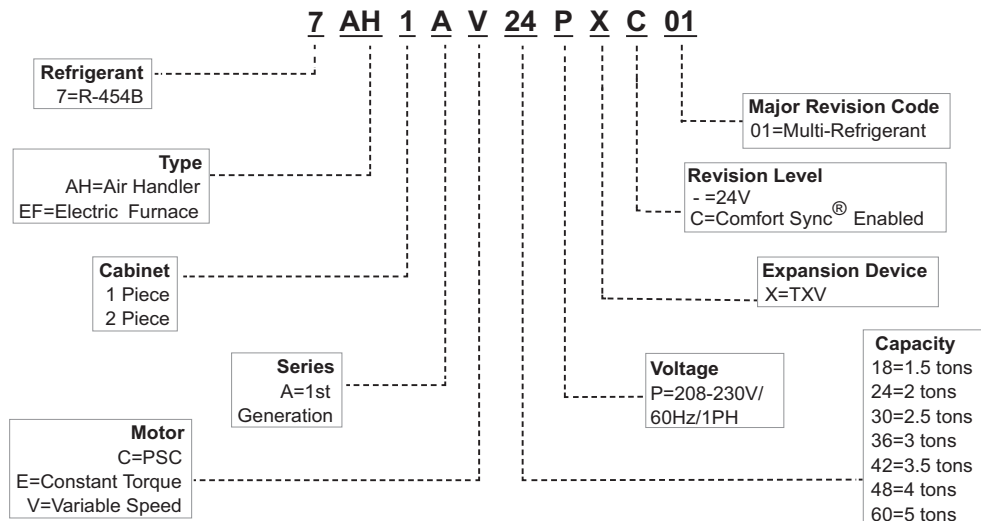 7 AH 1 A V 24 P X C 01
Refrigerant
7=R-454B
Type
AH=Air Handler
EF=Electric Furnace
Cabinet
1 Piece
2 Piece
Series
A=1st
Generation
Motor
C=PSC
E=Constant Torque
V=Variable Speed
Major Revision Code
01=Multi-Refrigerant
Revision Level
- =24V
C=Comfort Sync® Enabled
Expansion Device
X=TXV
Voltage
P=208-230V/
60Hz/1PH
Capacity
18=1.5 tons
24=2 tons
30=2.5 tons
36=3 tons
42=3.5 tons
48=4 tons
60=5 tons